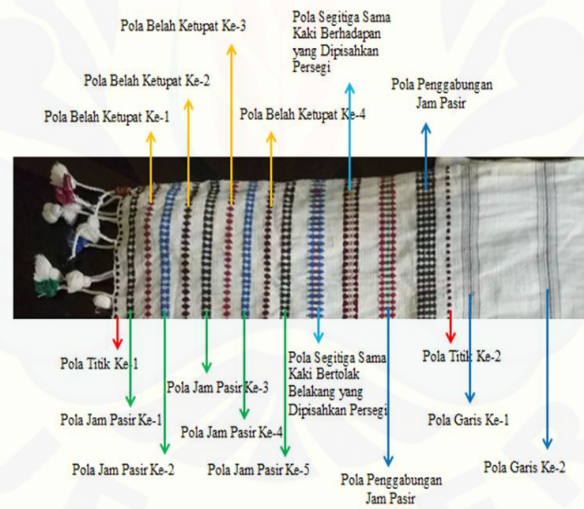 Pola Belah Ketupat Ke-3
Pola Segitiga Sama
Kaki Berhadapan
yang Dipisahkan
Persegi
Pola Belah Ketupat Ke-2
Pola Penggabungan
Jam Pasir
Pola Belah Ketupat Ke-1
Pola Belah Ketupat Ke-4
Pola Titik Ke-1
Pola Segitiga Sama
Kaki Bertolak
Belakang yang
Dipisahkan Persegi
Pola Titik Ke-2
Pola Jam Pasir Ke-3
Pola Jam Pasir Ke-1
Pola Jam Pasir Ke-4
Pola Garis Ke-1
Pola Jam Pasir Ke-2
Pola Jam Pasir Ke-5
Pola Garis Ke-2
Pola Penggabungan
Jam Pasir